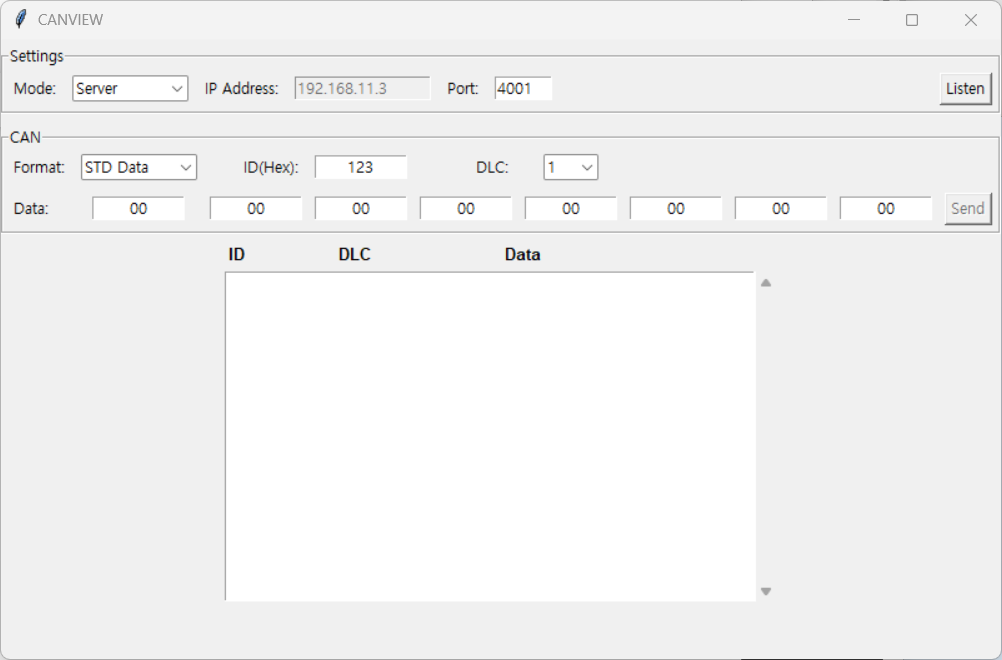 CANVIEW
Settings
Mode: Server IP Address: 192.168.11.3 Port: 4001 Listen
CAN
Format: STD Data ID(Hex): 123 DLC: 1
Data: 00 00 00 00 00 00 00 00 Send
ID DLC Data